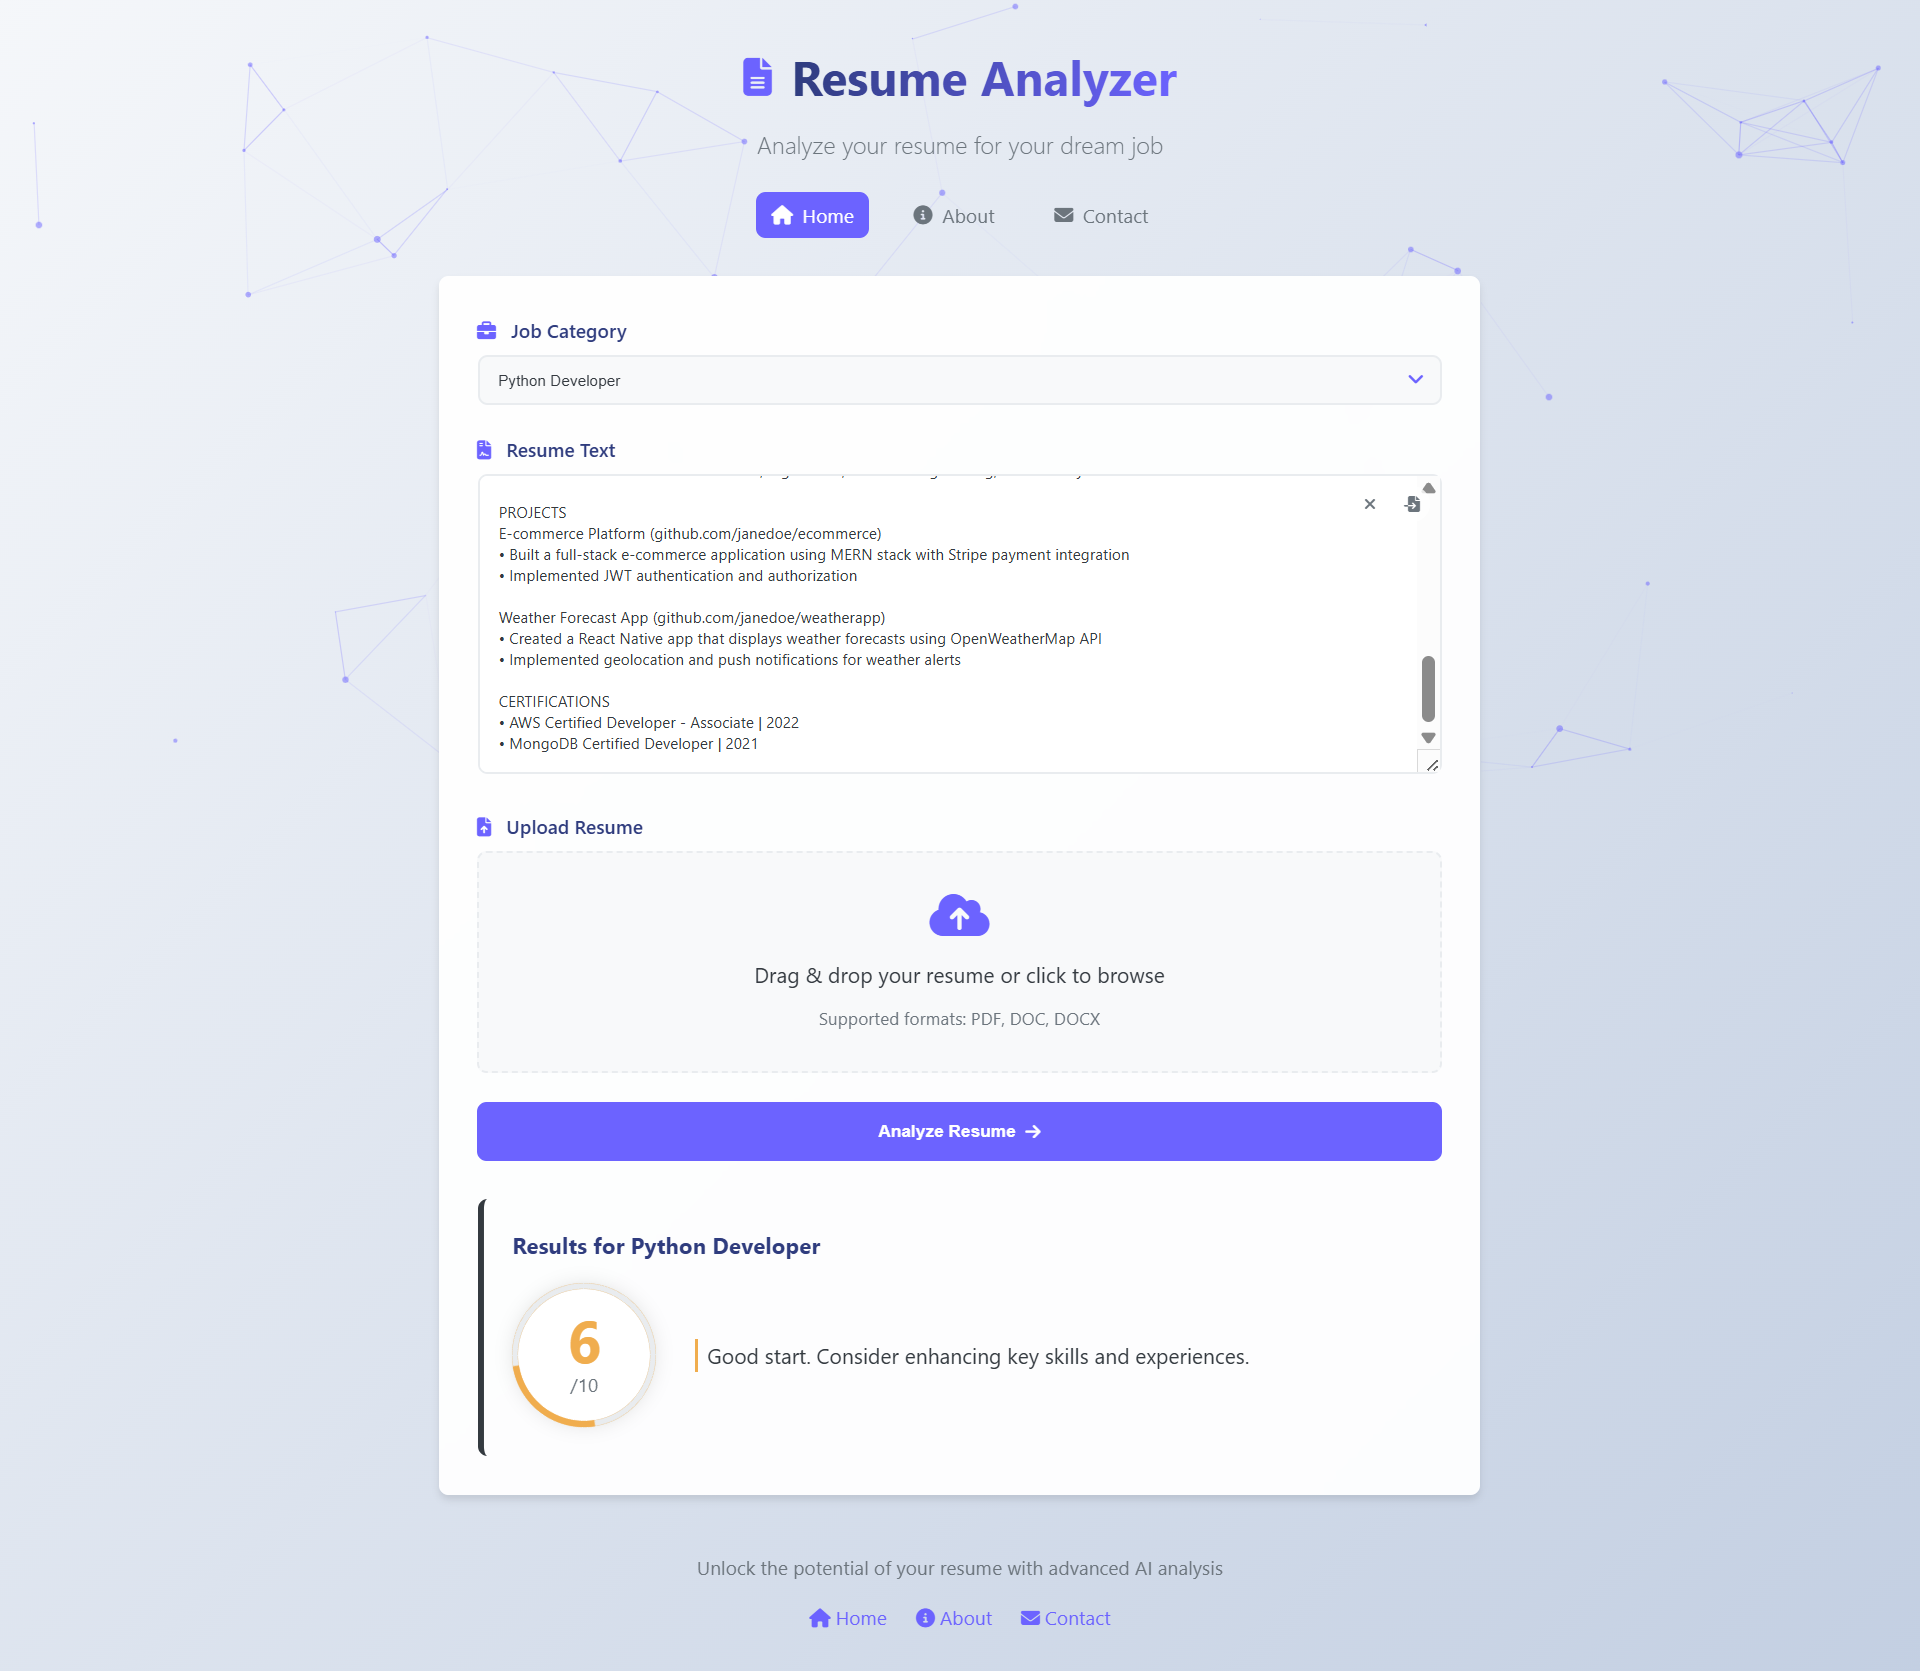 Resume Analyzer
Analyze your resume for your dream job
Home About Contact
Job Category
Python Developer
Resume Text
PROJECTS
E-commerce Platform (github.com/janedoe/ecommerce)
• Built a full-stack e-commerce application using MERN stack with Stripe payment integration
• Implemented JWT authentication and authorization
Weather Forecast App (github.com/janedoe/weatherapp)
• Created a React Native app that displays weather forecasts using OpenWeatherMap API
• Implemented geolocation and push notifications for weather alerts
CERTIFICATIONS
• AWS Certified Developer - Associate | 2022
• MongoDB Certified Developer | 2021
Upload Resume
Drag & drop your resume or click to browse
Supported formats: PDF, DOC, DOCX
Analyze Resume
Results for Python Developer
6
/10
Good start. Consider enhancing key skills and experiences.
Unlock the potential of your resume with advanced AI analysis
Home About Contact